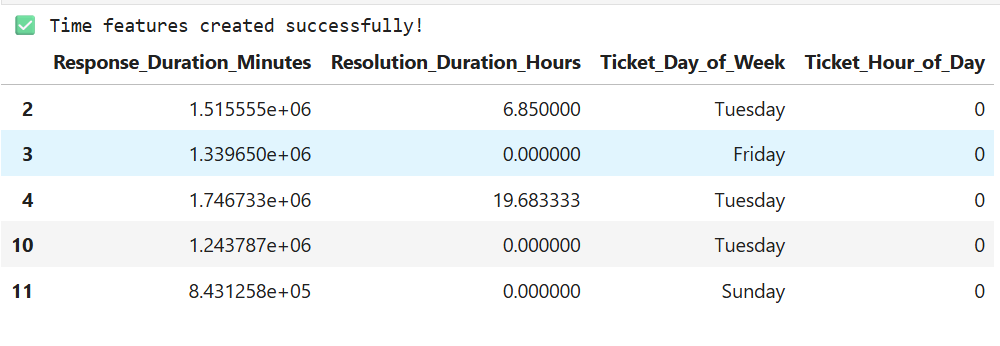 ✅ Time features created successfully!
Response_Duration_Minutes Resolution_Duration_Hours Ticket_Day_of_Week Ticket_Hour_of_Day
2 1.515555e+06 6.850000 Tuesday 0
3 1.339650e+06 0.000000 Friday 0
4 1.746733e+06 19.683333 Tuesday 0
10 1.243787e+06 0.000000 Tuesday 0
11 8.431258e+05 0.000000 Sunday 0